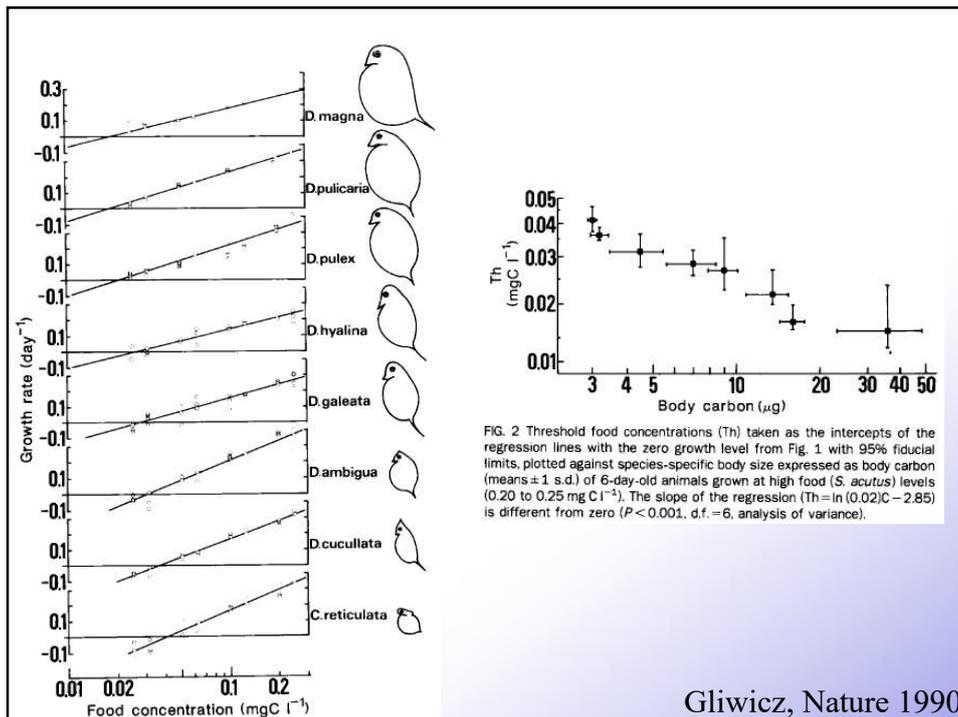 0.3
0.1
-0.1
D.magna
0.1
-0.1
D.pulicaria
0.1
-0.1
D.pulex
0.1
-0.1
D.hyalina
0.1
-0.1
D.galeata
0.1
-0.1
D.ambigua
0.1
-0.1
D.cucullata
0.1
-0.1
C.reticulata
Growth rate (day⁻¹)
0.01 0.02 0.1 0.2
Food concentration (mgC l⁻¹)
Th
(mgC l⁻¹)
0.05
0.04
0.03
0.02
0.01
3 4 5 10 20 30 40 50
Body carbon (μg)
FIG. 2 Threshold food concentrations (Th) taken as the intercepts of the
regression lines with the zero growth level from Fig. 1 with 95% fiducial
limits, plotted against species-specific body size expressed as body carbon
(means ± 1 s.d.) of 6-day-old animals grown at high food (S. acutus) levels
(0.20 to 0.25 mg C l⁻¹). The slope of the regression (Th = ln (0.02)C − 2.85)
is different from zero (P < 0.001, d.f. = 6, analysis of variance).
Gliwicz, Nature 1990